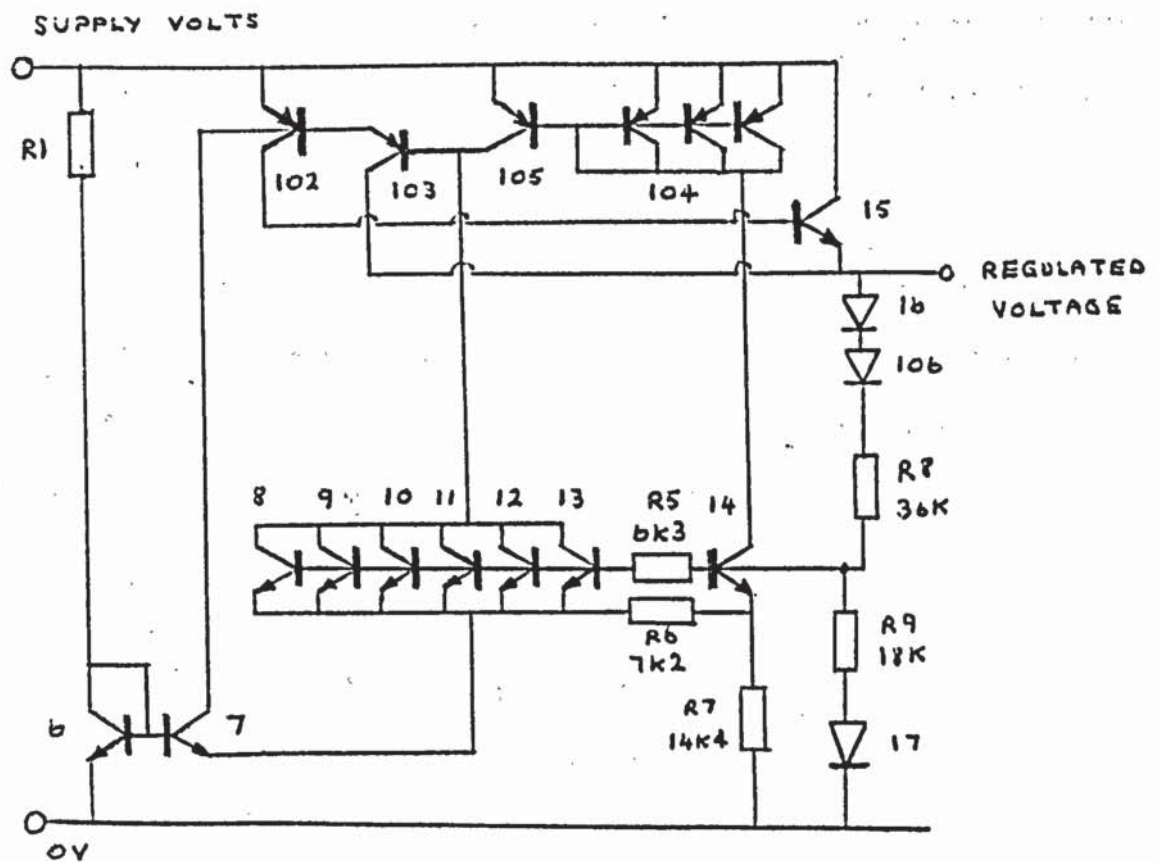 SUPPLY VOLTS
R1
102
103
105
104
15
REGULATED
VOLTAGE
16
106
R8
36K
8
9
10
11
12
13
R5
6K3
14
R6
7K2
R9
18K
R7
14K4
6
7
17
0V